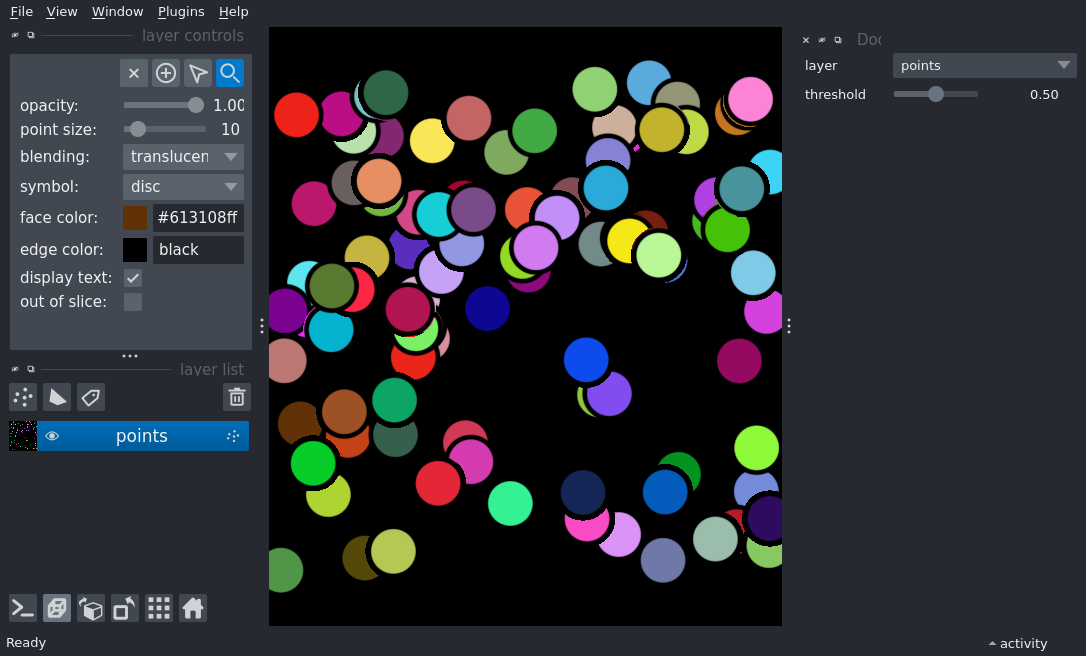 File View Window Plugins Help
layer controls
opacity: 1.00
point size: 10
blending: translucen
symbol: disc
face color: #613108ff
edge color: black
display text:
out of slice:
layer list
points
Ready
layer points
threshold 0.50
activity